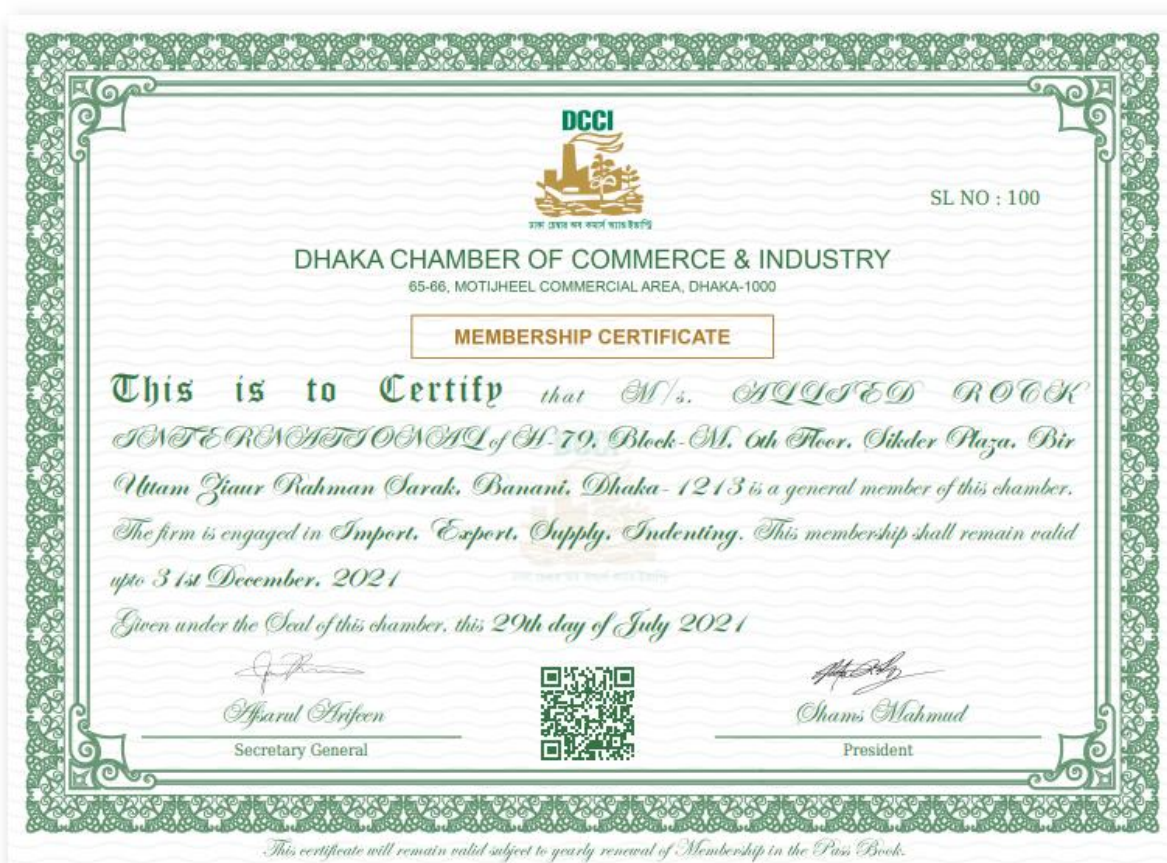 DCCI
ঢাকা চেম্বার অব কমার্স অ্যান্ড ইন্ডাস্ট্রি
SL NO : 100
DHAKA CHAMBER OF COMMERCE & INDUSTRY
65-66, MOTIJHEEL COMMERCIAL AREA, DHAKA-1000
MEMBERSHIP CERTIFICATE
This is to Certify that M/s. ALLIED ROCK
INTERNATIONAL of H-79, Block-M, 6th Floor, Sikder Plaza, Bir
Uttam Ziaur Rahman Sarak, Banani, Dhaka-1213 is a general member of this chamber.
The firm is engaged in Import, Export, Supply, Indenting. This membership shall remain valid
upto 31st December, 2021
Given under the Seal of this chamber, this 29th day of July 2021
Afsarul Arifeen
Secretary General
Shams Mahmud
President
This certificate will remain valid subject to yearly renewal of Membership in the Pass Book.